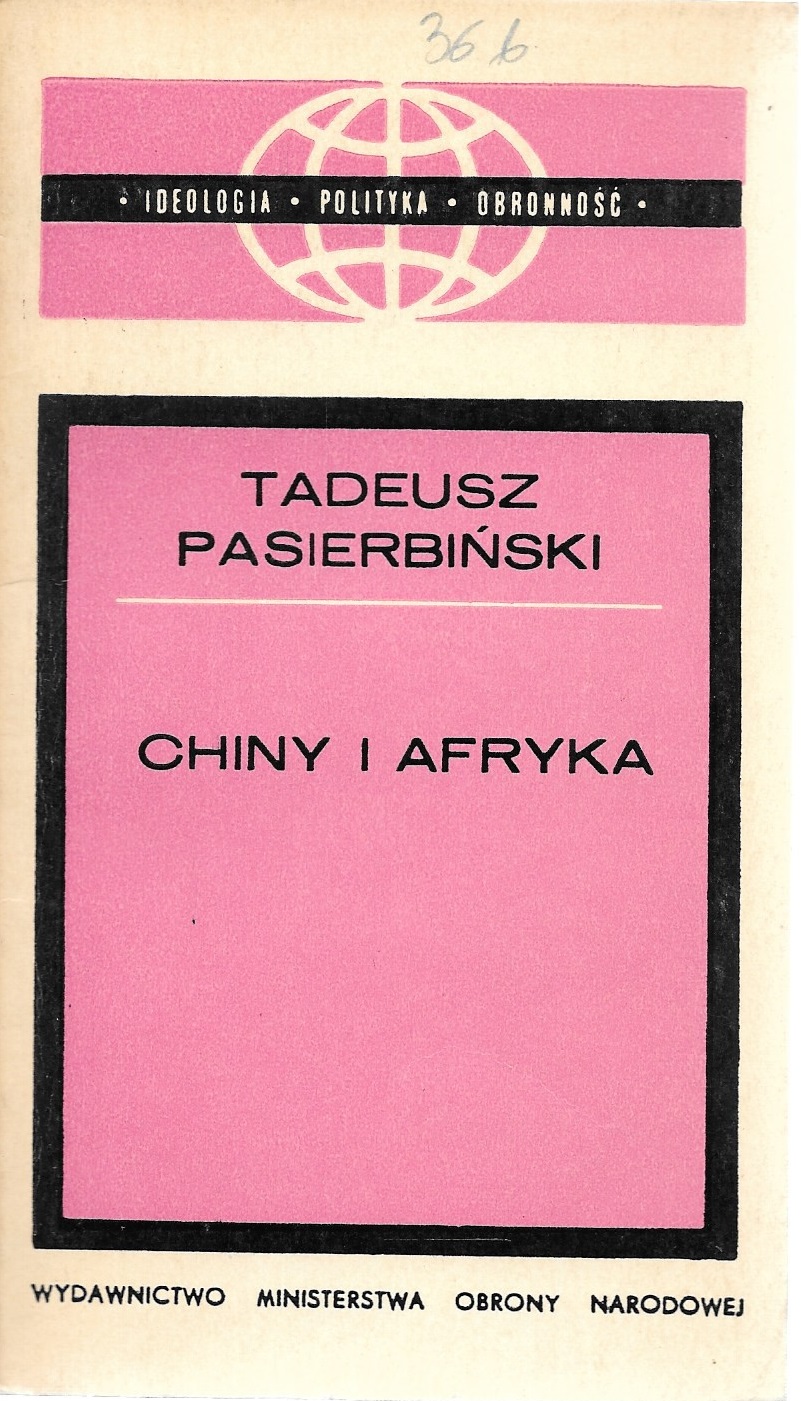 36 b
• IDEOLOGIA • POLITYKA • OBRONNOŚĆ •
TADEUSZ
PASIERBIŃSKI
CHINY I AFRYKA
WYDAWNICTWO MINISTERSTWA OBRONY NARODOWEJ